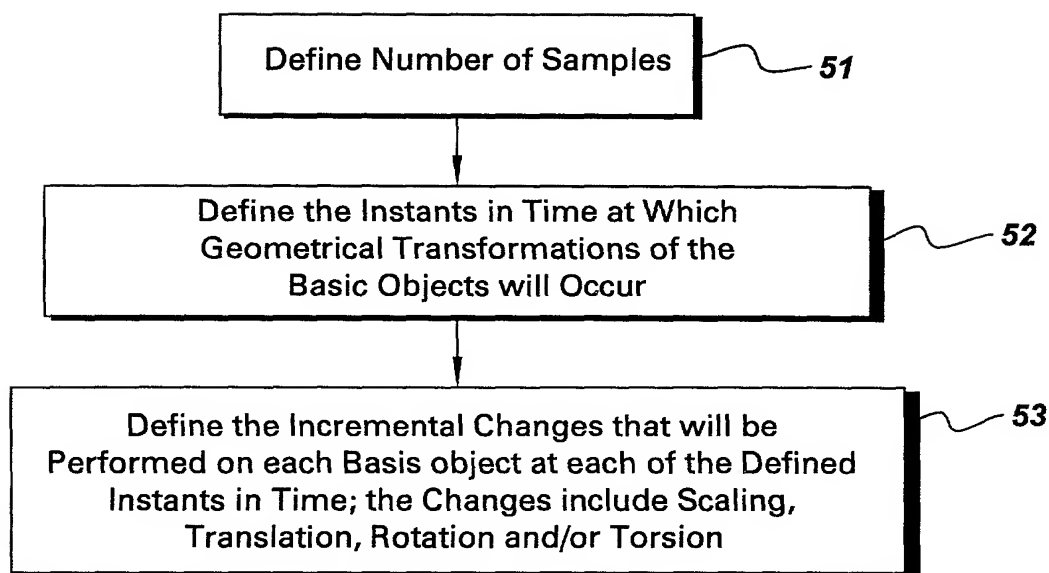 Define Number of Samples
51
Define the Instants in Time at Which
Geometrical Transformations of the
Basic Objects will Occur
52
Define the Incremental Changes that will be
Performed on each Basis object at each of the Defined
Instants in Time; the Changes include Scaling,
Translation, Rotation and/or Torsion
53